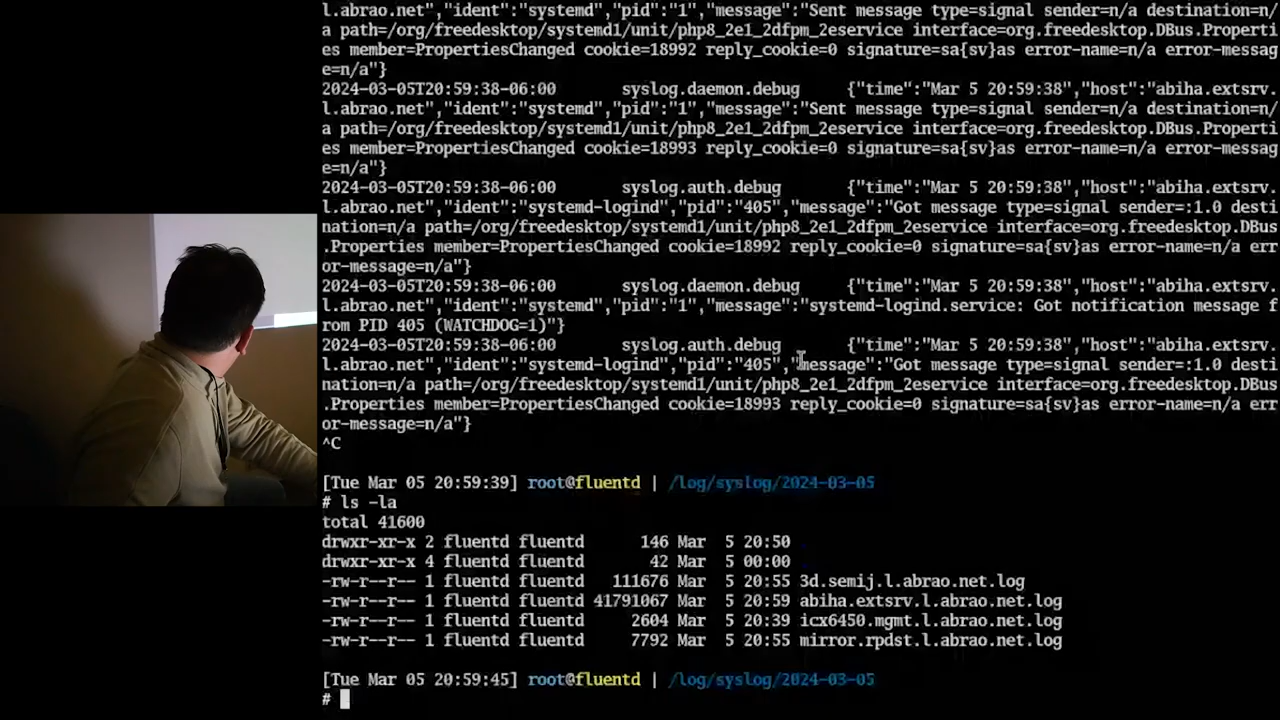 l.abrao.net","ident":"systemd","pid":"1","message":"Sent message type=signal sender=n/a destination=n/
a path=/org/freedesktop/systemd1/unit/php8_2e1_2dfpm_2eservice interface=org.freedesktop.DBus.Properti
es member=PropertiesChanged cookie=18992 reply_cookie=0 signature=sa{sv}as error-name=n/a error-messag
e=n/a"}
2024-03-05T20:59:38-06:00 syslog.daemon.debug {"time":"Mar 5 20:59:38","host":"abiha.extsrv.
l.abrao.net","ident":"systemd","pid":"1","message":"Sent message type=signal sender=n/a destination=n/
a path=/org/freedesktop/systemd1/unit/php8_2e1_2dfpm_2eservice interface=org.freedesktop.DBus.Properti
es member=PropertiesChanged cookie=18993 reply_cookie=0 signature=sa{sv}as error-name=n/a error-messag
e=n/a"}
2024-03-05T20:59:38-06:00 syslog.auth.debug {"time":"Mar 5 20:59:38","host":"abiha.extsrv.
l.abrao.net","ident":"systemd-logind","pid":"405","message":"Got message type=signal sender=:1.0 desti
nation=n/a path=/org/freedesktop/systemd1/unit/php8_2e1_2dfpm_2eservice interface=org.freedesktop.DBus
.Properties member=PropertiesChanged cookie=18992 reply_cookie=0 signature=sa{sv}as error-name=n/a err
or-message=n/a"}
2024-03-05T20:59:38-06:00 syslog.daemon.debug {"time":"Mar 5 20:59:38","host":"abiha.extsrv.
l.abrao.net","ident":"systemd","pid":"1","message":"systemd-logind.service: Got notification message f
rom PID 405 (WATCHDOG=1)"}
2024-03-05T20:59:38-06:00 syslog.auth.debug {"time":"Mar 5 20:59:38","host":"abiha.extsrv.
l.abrao.net","ident":"systemd-logind","pid":"405","message":"Got message type=signal sender=:1.0 desti
nation=n/a path=/org/freedesktop/systemd1/unit/php8_2e1_2dfpm_2eservice interface=org.freedesktop.DBus
.Properties member=PropertiesChanged cookie=18993 reply_cookie=0 signature=sa{sv}as error-name=n/a err
or-message=n/a"}
^C
[Tue Mar 05 20:59:39] root@fluentd | /log/syslog/2024-03-05
# ls -la
total 41600
drwxr-xr-x 2 fluentd fluentd 146 Mar 5 20:50 .
drwxr-xr-x 4 fluentd fluentd 42 Mar 5 00:00 ..
-rw-r--r-- 1 fluentd fluentd 111676 Mar 5 20:55 3d.semij.l.abrao.net.log
-rw-r--r-- 1 fluentd fluentd 41791067 Mar 5 20:59 abiha.extsrv.l.abrao.net.log
-rw-r--r-- 1 fluentd fluentd 2604 Mar 5 20:39 icx6450.mgmt.l.abrao.net.log
-rw-r--r-- 1 fluentd fluentd 7792 Mar 5 20:55 mirror.rpdst.l.abrao.net.log
[Tue Mar 05 20:59:45] root@fluentd | /log/syslog/2024-03-05
#